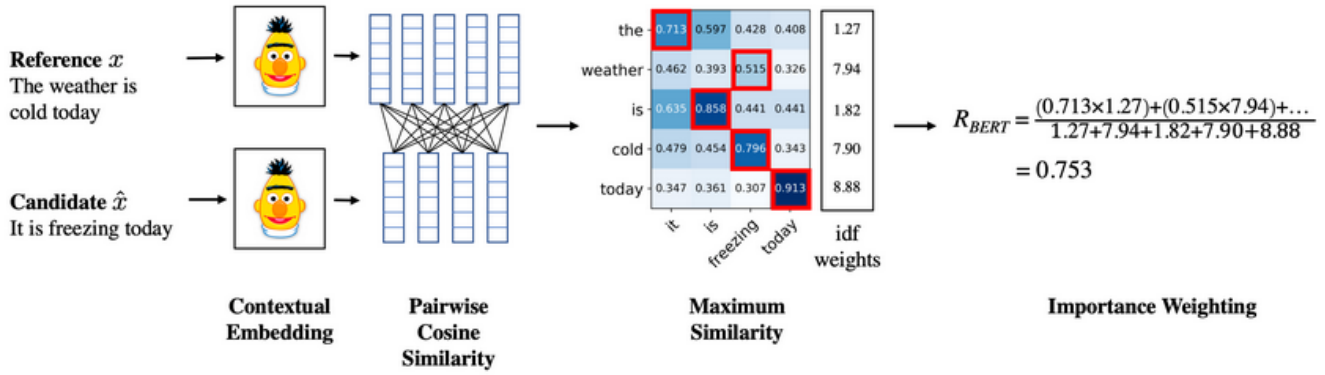 Reference x
The weather is
cold today
Candidate x̂
It is freezing today
Contextual
Embedding
Pairwise
Cosine
Similarity
the 0.713 0.597 0.428 0.408 1.27
weather 0.462 0.393 0.515 0.326 7.94
is 0.635 0.858 0.441 0.441 1.82
cold 0.479 0.454 0.796 0.343 7.90
today 0.347 0.361 0.307 0.913 8.88
it is freezing today
idf
weights
Maximum
Similarity
R_BERT = (0.713×1.27)+(0.515×7.94)+...
1.27+7.94+1.82+7.90+8.88
= 0.753
Importance Weighting